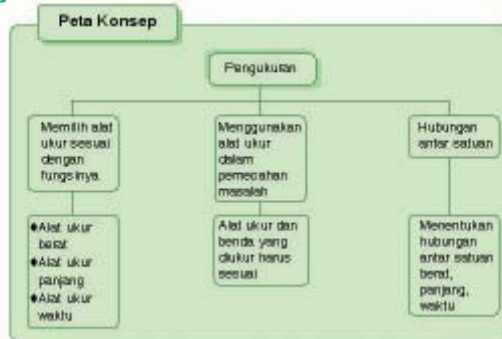 Peta Konsep
Pengukuran
Memilih alat
ukur sesuai
dengan
fungsinya
Menggunakan
alat ukur
dalam
pemecahan
masalah
Hubungan
antar satuan
Alat ukur
berat
Alat ukur
panjang
Alat ukur
waktu
Alat ukur dan
benda yang
diukur harus
sesuai
Menentukan
hubungan
antar satuan
berat,
panjang,
waktu